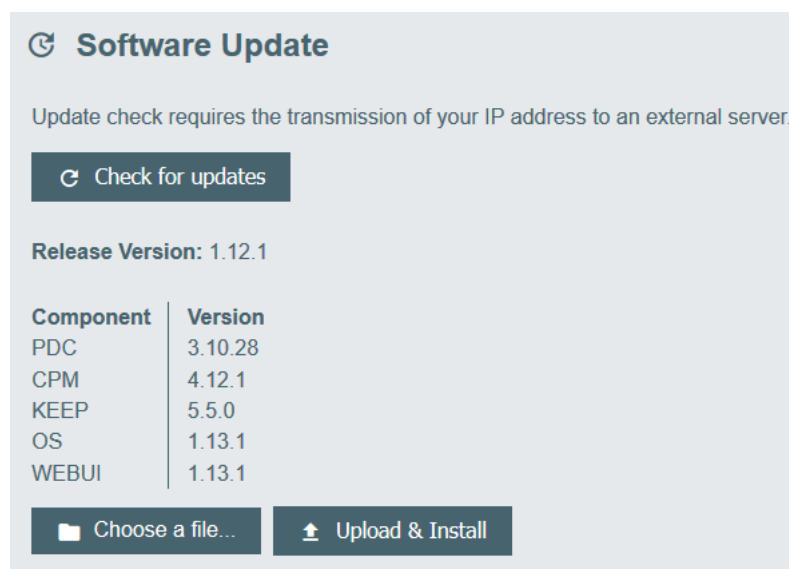 Software Update
Update check requires the transmission of your IP address to an external server.
Check for updates
Release Version: 1.12.1
Component Version
PDC 3.10.28
CPM 4.12.1
KEEP 5.5.0
OS 1.13.1
WEBUI 1.13.1
Choose a file... Upload & Install